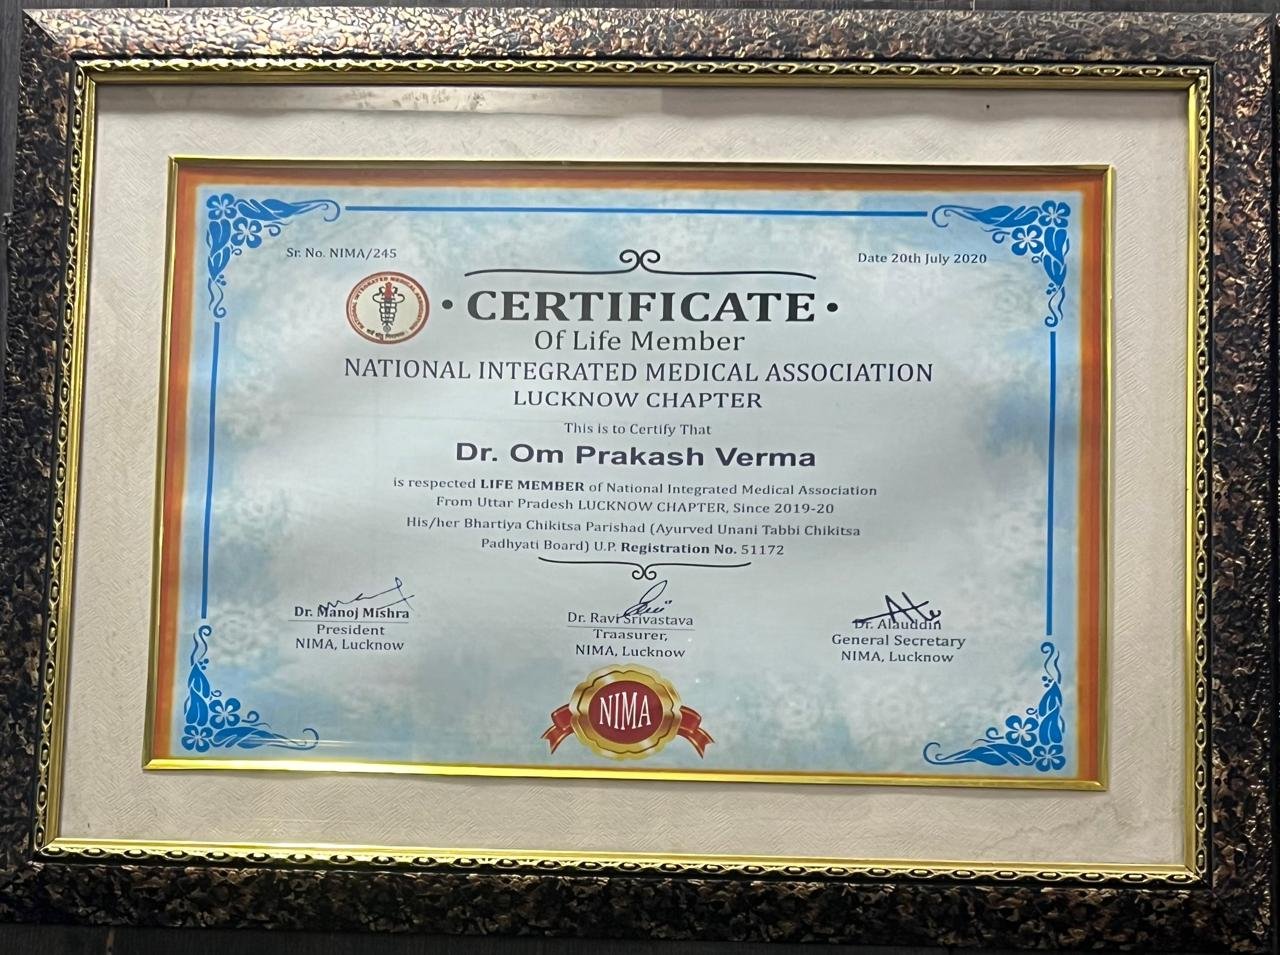 Sr. No. NIMA/245
Date 20th July 2020
NATIONAL INTEGRATED MEDICAL ASSOCIATION
• CERTIFICATE •
Of Life Member
NATIONAL INTEGRATED MEDICAL ASSOCIATION
LUCKNOW CHAPTER
This is to Certify That
Dr. Om Prakash Verma
is respected LIFE MEMBER of National Integrated Medical Association
From Uttar Pradesh LUCKNOW CHAPTER, Since 2019-20
His/her Bhartiya Chikitsa Parishad (Ayurved Unani Tabbi Chikitsa
Padhyati Board) U.P. Registration No. 51172
Dr. Manoj Mishra
President
NIMA, Lucknow
Dr. Ravi Srivastava
Traasurer,
NIMA, Lucknow
Dr. Alauddin
General Secretary
NIMA, Lucknow
NIMA